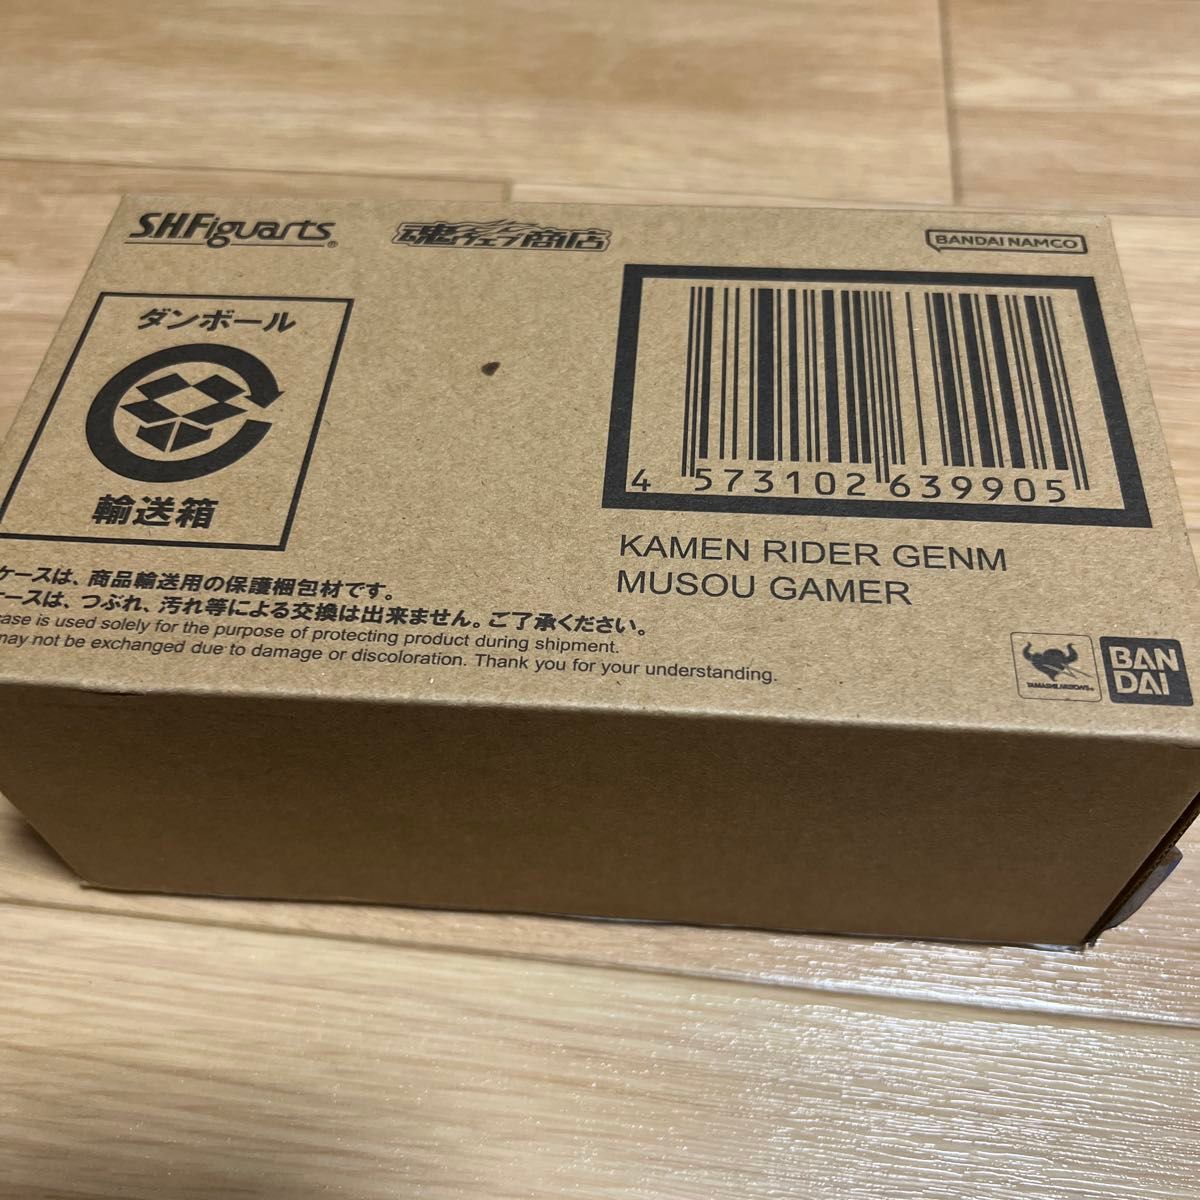 S.H.Figuarts®
魂ウェブ商店
BANDAI NAMCO
ダンボール
輸送箱
4 573102 639905
KAMEN RIDER GENM
MUSOU GAMER
ケースは、商品輸送用の保護梱包材です。
ースは、つぶれ、汚れ等による交換は出来ません。ご了承ください。
case is used solely for the purpose of protecting product during shipment.
may not be exchanged due to damage or discoloration. Thank you for your understanding.
TAMASHII NATIONS
BAN
DAI